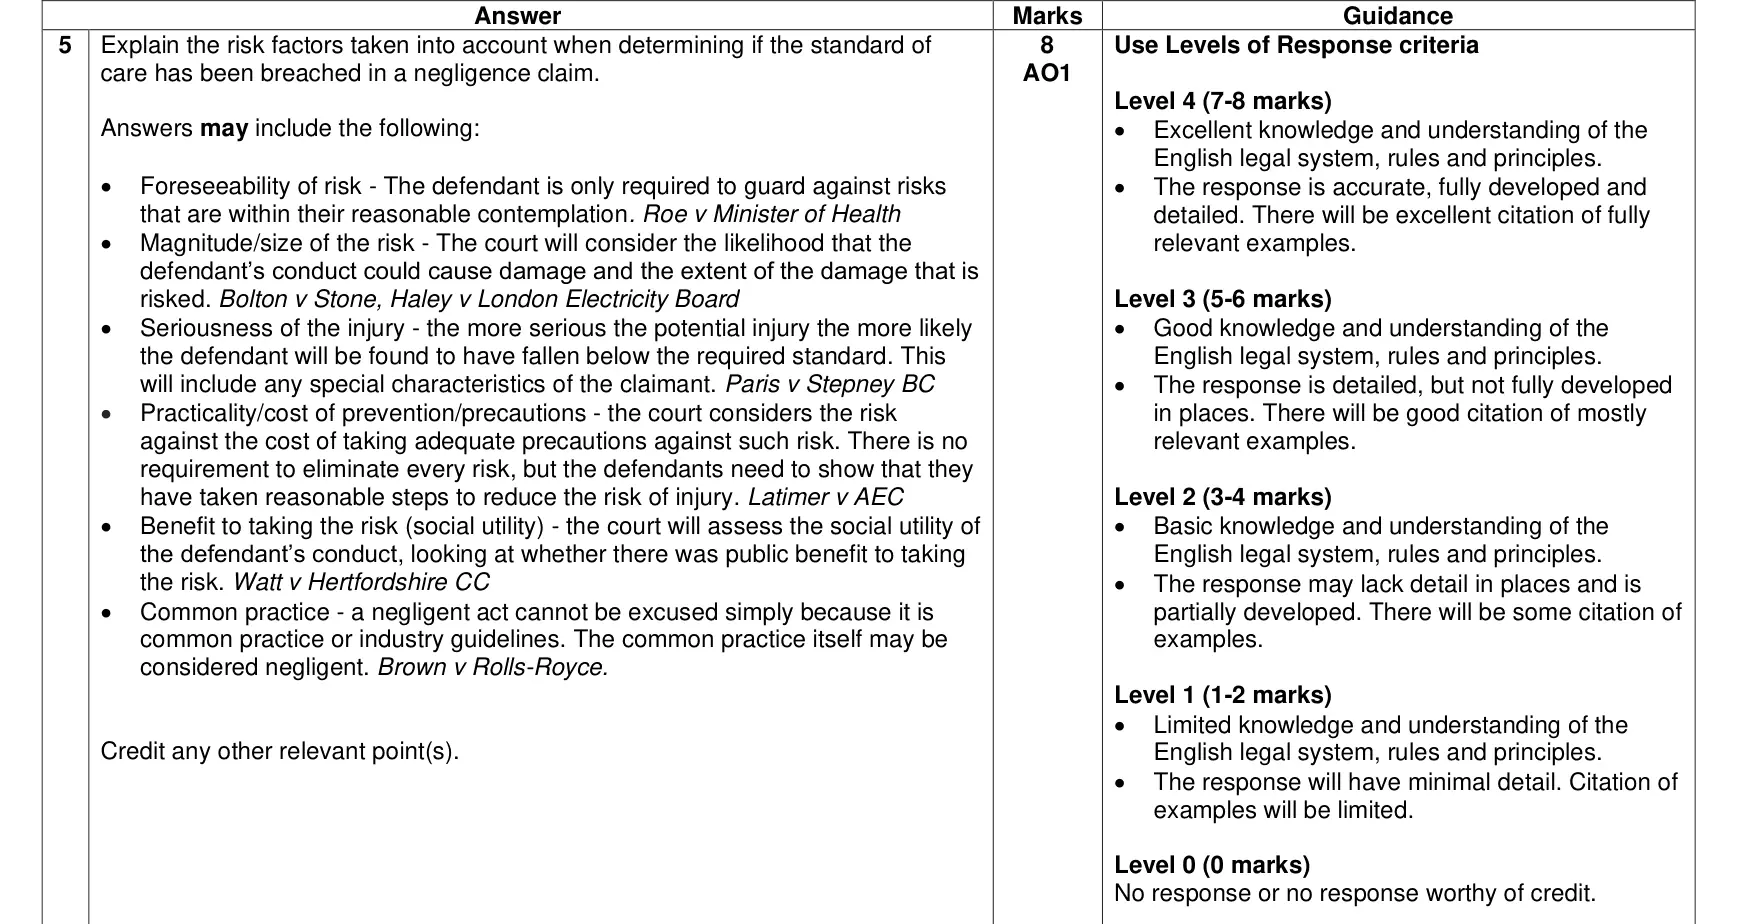 Answer Marks Guidance
5 Explain the risk factors taken into account when determining if the standard of
care has been breached in a negligence claim.
Answers may include the following:
• Foreseeability of risk - The defendant is only required to guard against risks
that are within their reasonable contemplation. Roe v Minister of Health
• Magnitude/size of the risk - The court will consider the likelihood that the
defendant’s conduct could cause damage and the extent of the damage that is
risked. Bolton v Stone, Haley v London Electricity Board
• Seriousness of the injury - the more serious the potential injury the more likely
the defendant will be found to have fallen below the required standard. This
will include any special characteristics of the claimant. Paris v Stepney BC
• Practicality/cost of prevention/precautions - the court considers the risk
against the cost of taking adequate precautions against such risk. There is no
requirement to eliminate every risk, but the defendants need to show that they
have taken reasonable steps to reduce the risk of injury. Latimer v AEC
• Benefit to taking the risk (social utility) - the court will assess the social utility of
the defendant’s conduct, looking at whether there was public benefit to taking
the risk. Watt v Hertfordshire CC
• Common practice - a negligent act cannot be excused simply because it is
common practice or industry guidelines. The common practice itself may be
considered negligent. Brown v Rolls-Royce.
Credit any other relevant point(s).
8
AO1
Use Levels of Response criteria
Level 4 (7-8 marks)
• Excellent knowledge and understanding of the
English legal system, rules and principles.
• The response is accurate, fully developed and
detailed. There will be excellent citation of fully
relevant examples.
Level 3 (5-6 marks)
• Good knowledge and understanding of the
English legal system, rules and principles.
• The response is detailed, but not fully developed
in places. There will be good citation of mostly
relevant examples.
Level 2 (3-4 marks)
• Basic knowledge and understanding of the
English legal system, rules and principles.
• The response may lack detail in places and is
partially developed. There will be some citation of
examples.
Level 1 (1-2 marks)
• Limited knowledge and understanding of the
English legal system, rules and principles.
• The response will have minimal detail. Citation of
examples will be limited.
Level 0 (0 marks)
No response or no response worthy of credit.